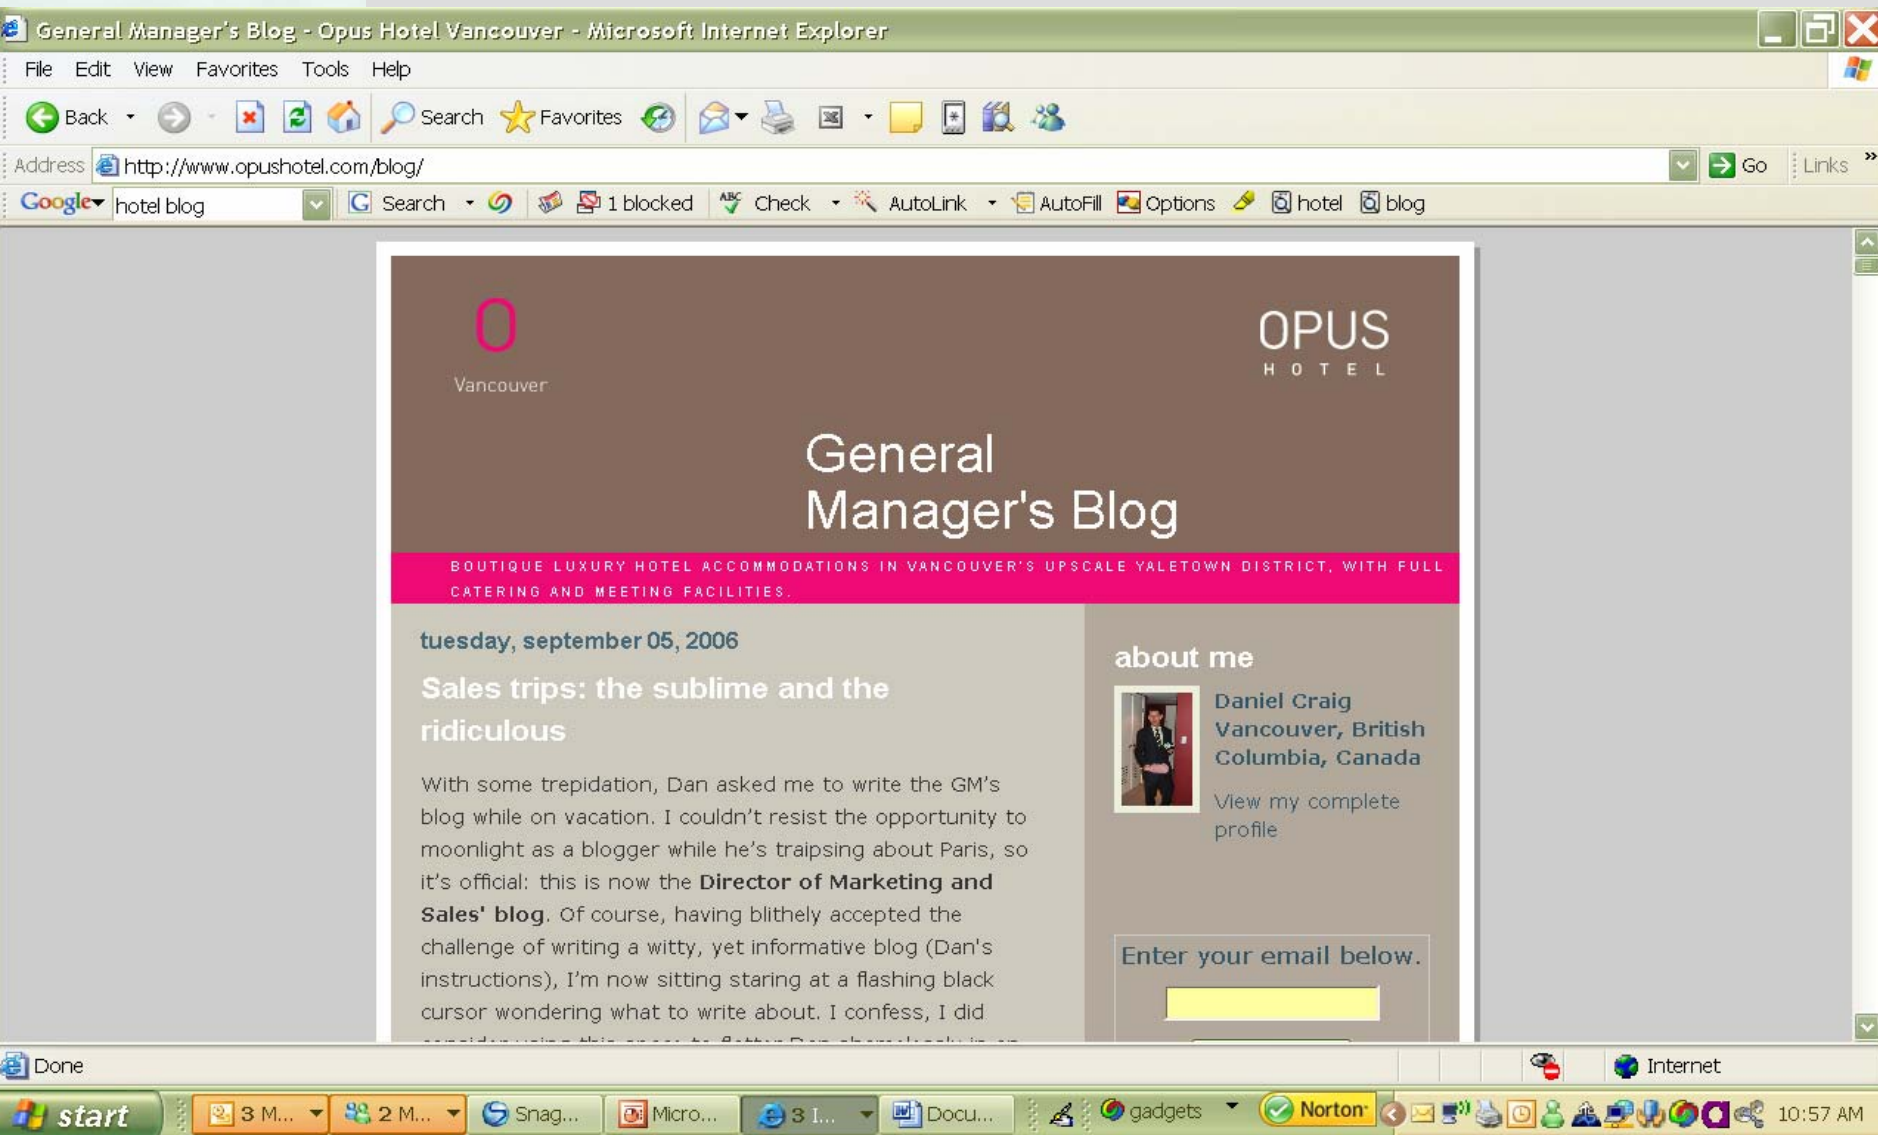 General Manager's Blog - Opus Hotel Vancouver - Microsoft Internet Explorer
File Edit View Favorites Tools Help
Back Search Favorites
Address http://www.opushotel.com/blog/ Go Links »
Google hotel blog Search 1 blocked ABC Check AutoLink AutoFill Options hotel blog
O
Vancouver
OPUS
HOTEL
General
Manager's Blog
BOUTIQUE LUXURY HOTEL ACCOMMODATIONS IN VANCOUVER'S UPSCALE YALETOWN DISTRICT, WITH FULL
CATERING AND MEETING FACILITIES.
tuesday, september 05, 2006
Sales trips: the sublime and the
ridiculous
With some trepidation, Dan asked me to write the GM's
blog while on vacation. I couldn't resist the opportunity to
moonlight as a blogger while he's traipsing about Paris, so
it's official: this is now the Director of Marketing and
Sales' blog. Of course, having blithely accepted the
challenge of writing a witty, yet informative blog (Dan's
instructions), I'm now sitting staring at a flashing black
cursor wondering what to write about. I confess, I did
about me
Daniel Craig
Vancouver, British
Columbia, Canada
View my complete
profile
Enter your email below.
Done Internet
start 3 M... 2 M... Snag... Micro... 3 I... Docu... gadgets Norton 10:57 AM